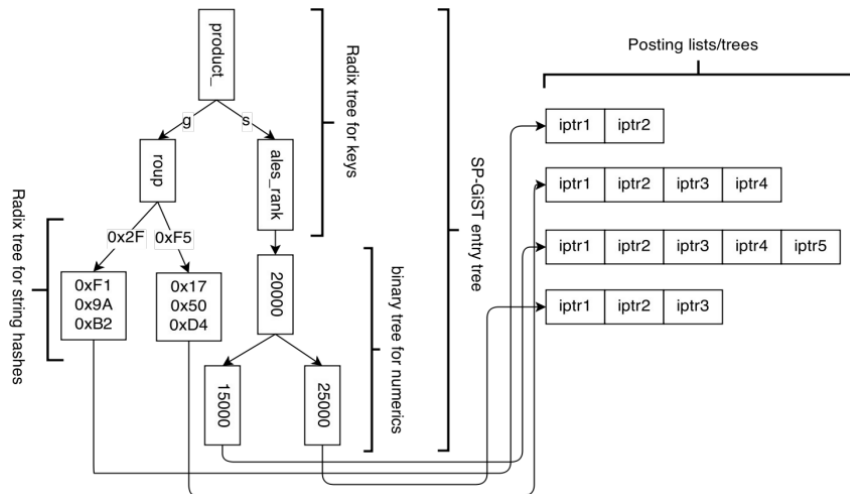 product_
g
s
roup
ales_rank
0x2F
0xF5
0xF1
0x9A
0xB2
0x17
0x50
0xD4
20000
15000
25000
Radix tree for string hashes
Radix tree for keys
binary tree for numerics
SP-GiST entry tree
Posting lists/trees
iptr1 iptr2
iptr1 iptr2 iptr3 iptr4
iptr1 iptr2 iptr3 iptr4 iptr5
iptr1 iptr2 iptr3